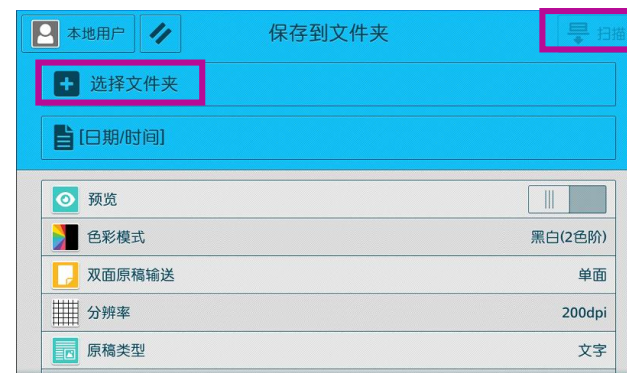 本地用户
保存到文件夹
扫描
选择文件夹
[日期/时间]
预览
色彩模式 黑白(2色阶)
双面原稿输送 单面
分辨率 200dpi
原稿类型 文字